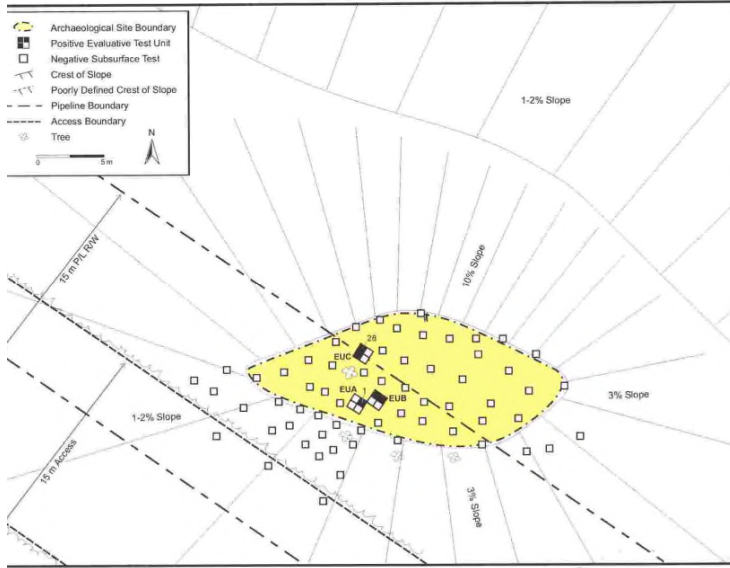 Archaeological Site Boundary
Positive Evaluative Test Unit
Negative Subsurface Test
Crest of Slope
Poorly Defined Crest of Slope
Pipeline Boundary
Access Boundary
Tree
N
0 5 m
1-2% Slope
15 m P/L R/W
10% Slope
28
EUC
EUA
1
EUB
3% Slope
1-2% Slope
15 m Access
3% Slope